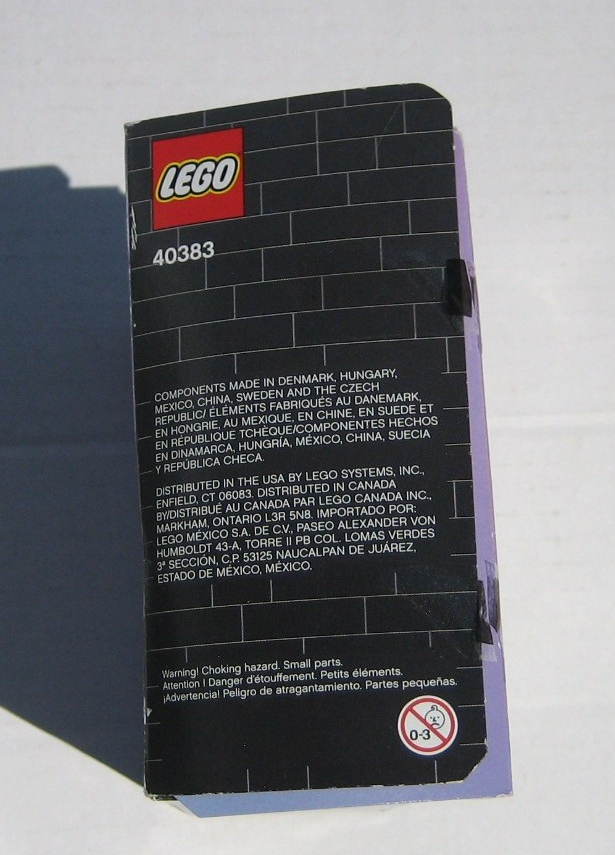 LEGO
40383
COMPONENTS MADE IN DENMARK, HUNGARY,
MEXICO, CHINA, SWEDEN AND THE CZECH
REPUBLIC/ ÉLÉMENTS FABRIQUÉS AU DANEMARK,
EN HONGRIE, AU MEXIQUE, EN CHINE, EN SUEDE ET
EN RÉPUBLIQUE TCHÈQUE/COMPONENTES HECHOS
EN DINAMARCA, HUNGRÍA, MÉXICO, CHINA, SUECIA
Y REPÚBLICA CHECA.
DISTRIBUTED IN THE USA BY LEGO SYSTEMS, INC.,
ENFIELD, CT 06083. DISTRIBUTED IN CANADA
BY/DISTRIBUÉ AU CANADA PAR LEGO CANADA INC.,
MARKHAM, ONTARIO L3R 5N8. IMPORTADO POR:
LEGO MÉXICO S.A. DE C.V., PASEO ALEXANDER VON
HUMBOLDT 43-A, TORRE II PB COL. LOMAS VERDES
3ª SECCIÓN, C.P. 53125 NAUCALPAN DE JUÁREZ,
ESTADO DE MÉXICO, MÉXICO.
Warning! Choking hazard. Small parts.
Attention ! Danger d'étouffement. Petits éléments.
¡Advertencia! Peligro de atragantamiento. Partes pequeñas.
0-3